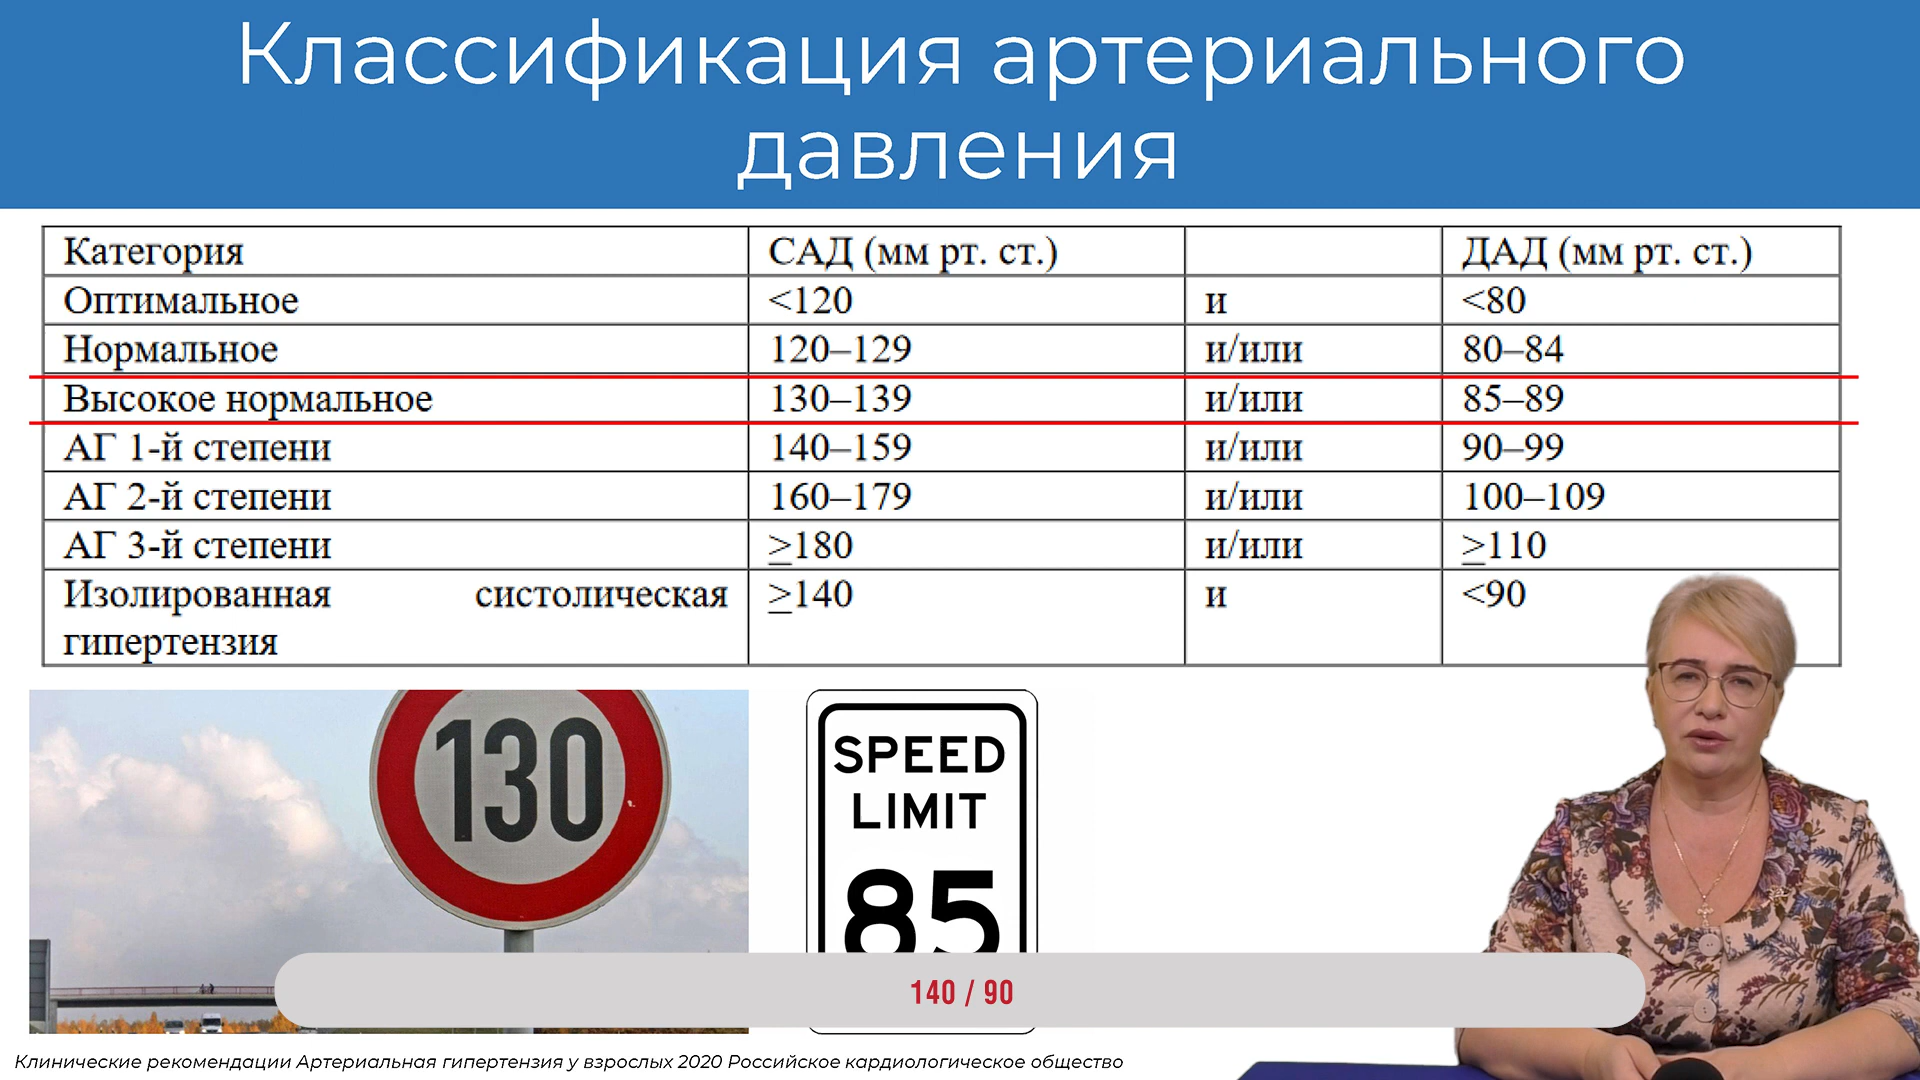 Классификация артериального
давления
Категория САД (мм рт. ст.) ДАД (мм рт. ст.)
Оптимальное <120 и <80
Нормальное 120–129 и/или 80–84
Высокое нормальное 130–139 и/или 85–89
АГ 1-й степени 140–159 и/или 90–99
АГ 2-й степени 160–179 и/или 100–109
АГ 3-й степени ≥180 и/или ≥110
Изолированная систолическая ≥140 и <90
гипертензия
130
SPEED
LIMIT
85
140 / 90
Клинические рекомендации Артериальная гипертензия у взрослых 2020 Российское кардиологическое общество